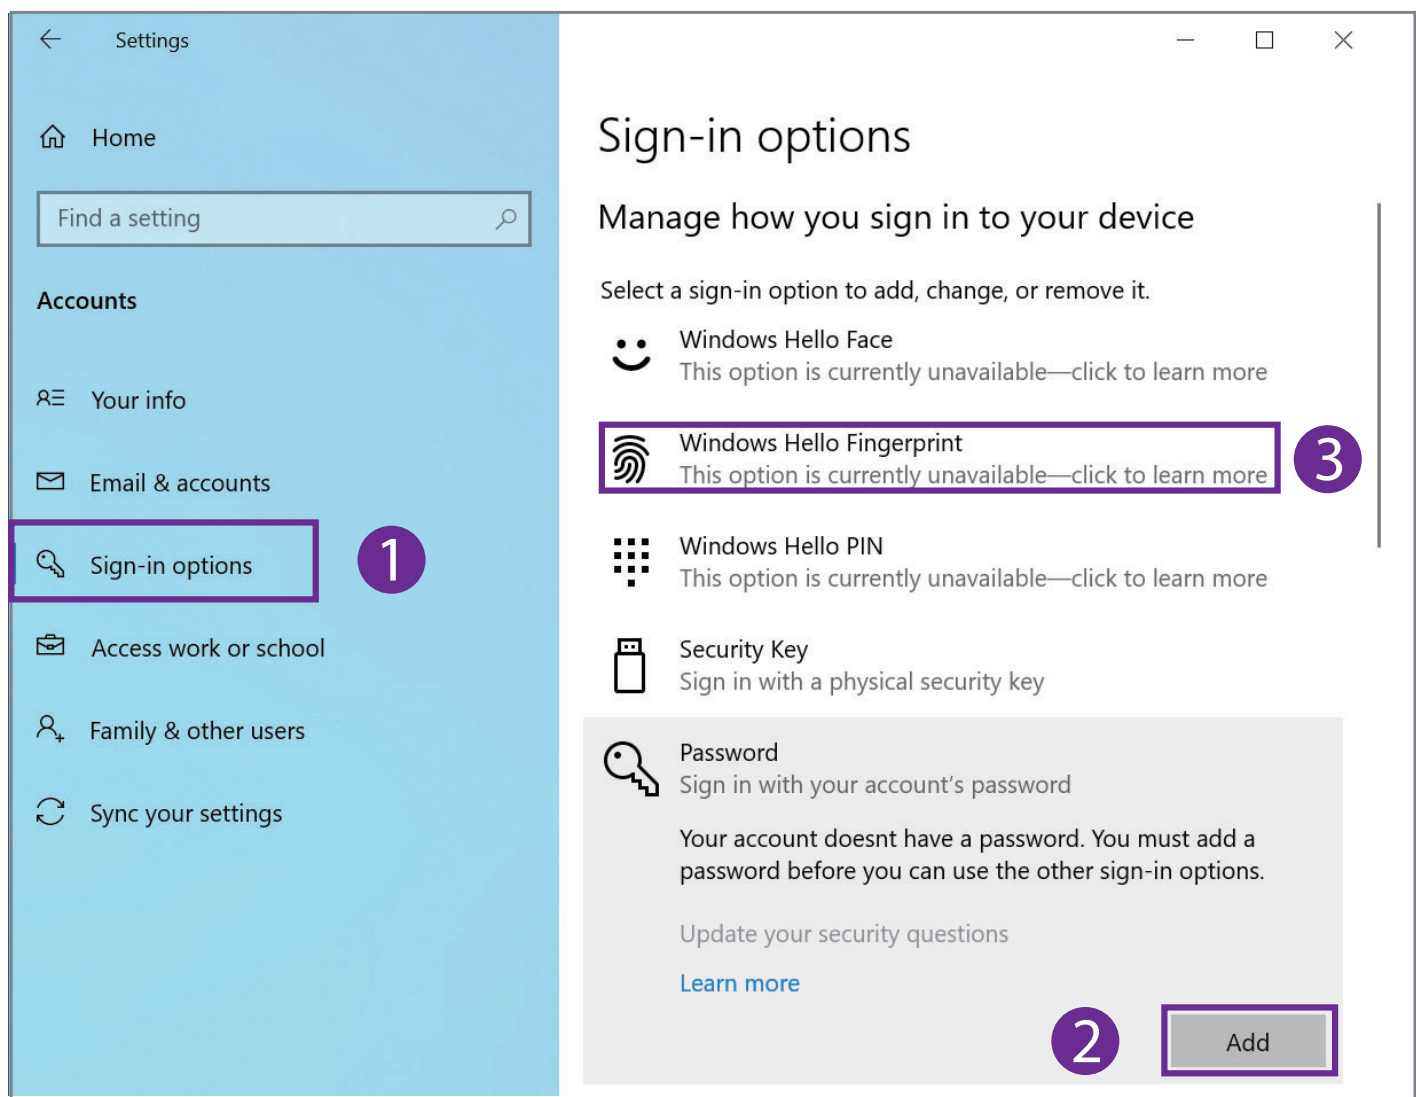 Settings
Home
Find a setting
Accounts
Your info
Email & accounts
Sign-in options
1
Access work or school
Family & other users
Sync your settings
Sign-in options
Manage how you sign in to your device
Select a sign-in option to add, change, or remove it.
Windows Hello Face
This option is currently unavailable—click to learn more
Windows Hello Fingerprint
This option is currently unavailable—click to learn more
3
Windows Hello PIN
This option is currently unavailable—click to learn more
Security Key
Sign in with a physical security key
Password
Sign in with your account's password
Your account doesnt have a password. You must add a
password before you can use the other sign-in options.
Update your security questions
Learn more
2
Add